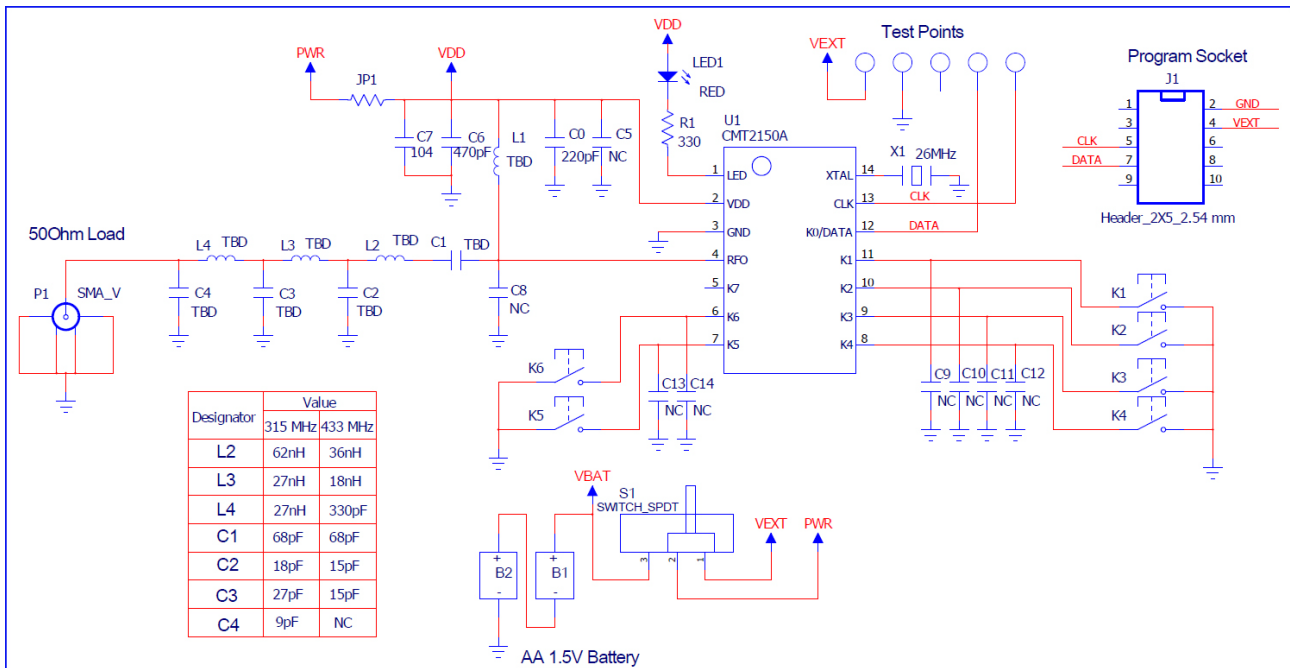 PWR
VDD
JP1
C7
104
C6
470pF
L1
TBD
C0
220pF
C5
NC
VDD
LED1
RED
R1
330
U1
CMT2150A
VEXT
Test Points
Program Socket
J1
1
2
GND
3
4
VEXT
CLK
5
6
DATA
7
8
9
10
Header_2X5_2.54 mm
1
LED
XTAL
14
X1
26MHz
2
VDD
CLK
13
CLK
3
GND
K0/DATA
12
DATA
4
RFO
K1
11
5
K7
K2
10
6
K6
K3
9
7
K5
K4
8
50Ohm Load
P1
SMA_V
L4
TBD
L3
TBD
L2
TBD
C1
TBD
C4
TBD
C3
TBD
C2
TBD
C8
NC
K6
K5
C13
NC
C14
NC
C9
NC
C10
NC
C11
NC
C12
NC
K1
K2
K3
K4
Designator Value
315 MHz 433 MHz
L2 62nH 36nH
L3 27nH 18nH
L4 27nH 330pF
C1 68pF 68pF
C2 18pF 15pF
C3 27pF 15pF
C4 9pF NC
VBAT
S1
SWITCH_SPDT
VEXT
PWR
3
2
1
+
B2
-
+
B1
-
AA 1.5V Battery